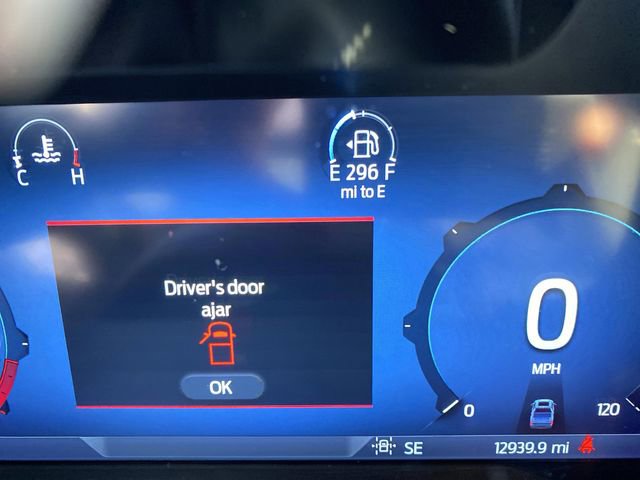 C H
E 296 F
mi to E
Driver's door
ajar
OK
0
MPH
0 120
SE 12939.9 mi